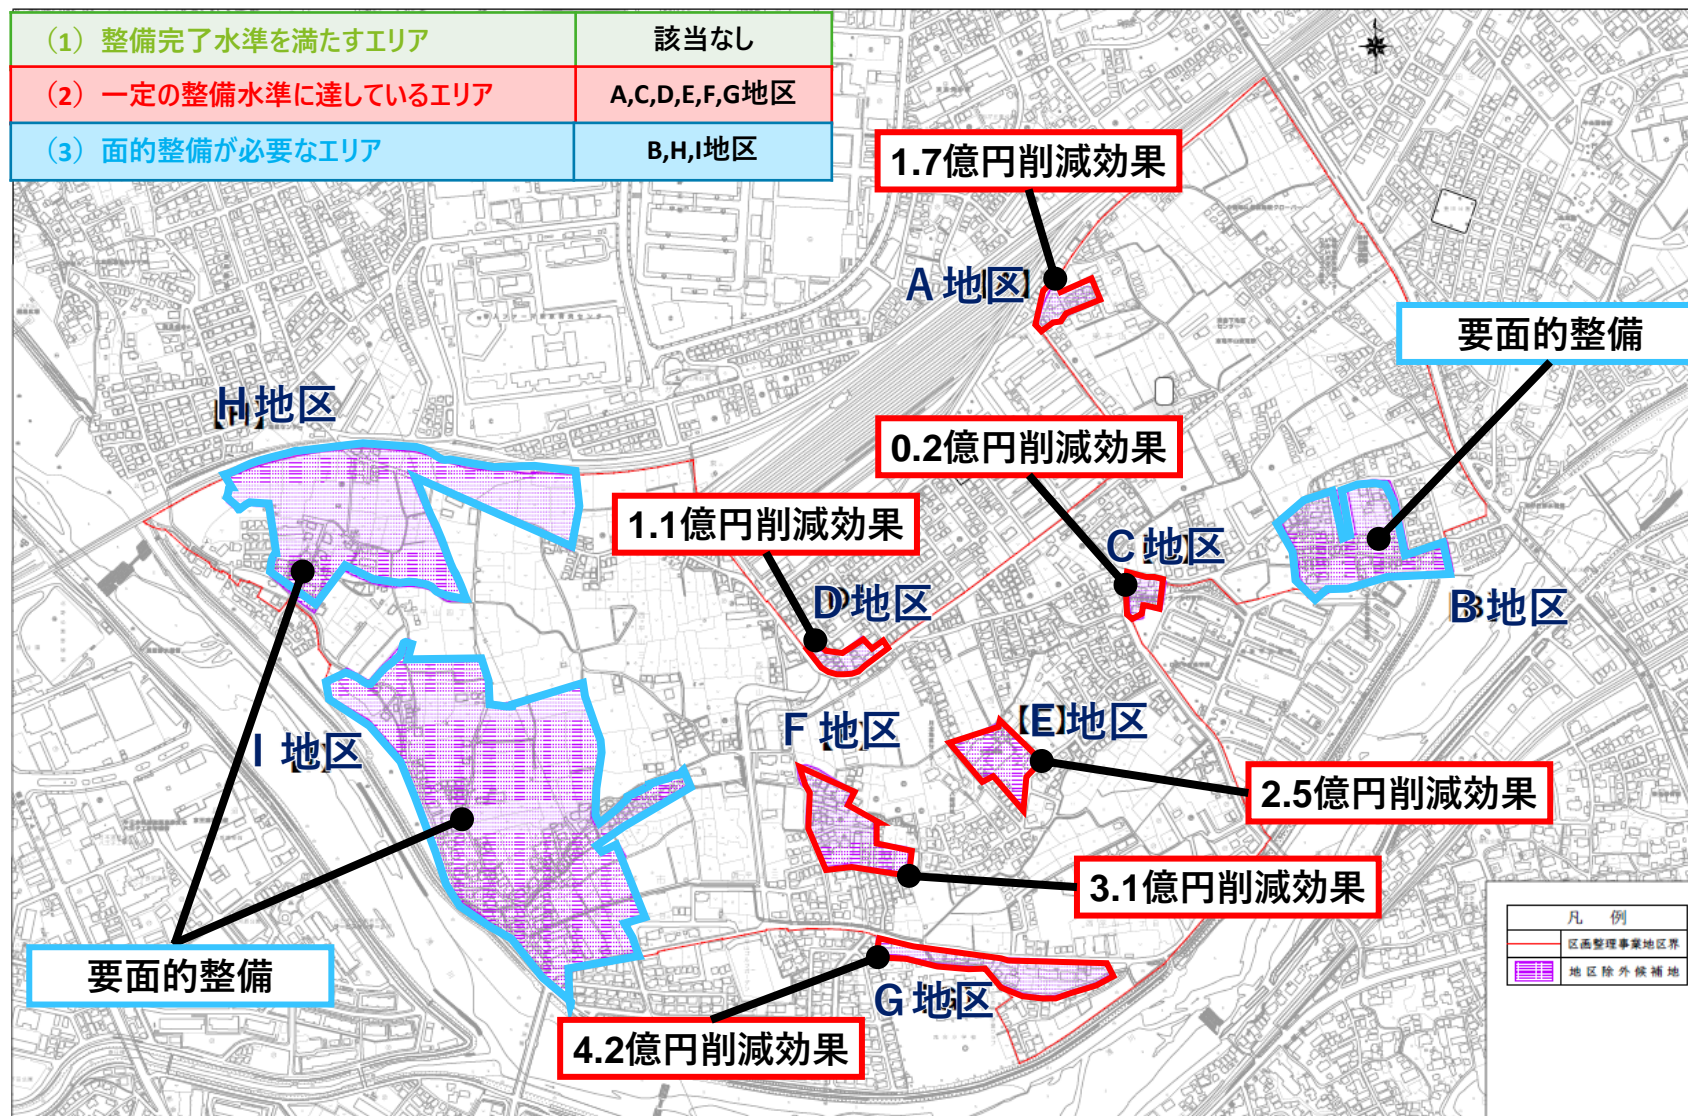 （1）整備完了水準を満たすエリア
該当なし
（2）一定の整備水準に達しているエリア
A,C,D,E,F,G地区
（3）面的整備が必要なエリア
B,H,I地区
1.7億円削減効果
A地区
要面的整備
H地区
0.2億円削減効果
1.1億円削減効果
C地区
D地区
B地区
【E】地区
F地区
I地区
2.5億円削減効果
3.1億円削減効果
要面的整備
G地区
4.2億円削減効果
凡例
区画整理事業地区界
地区除外候補地